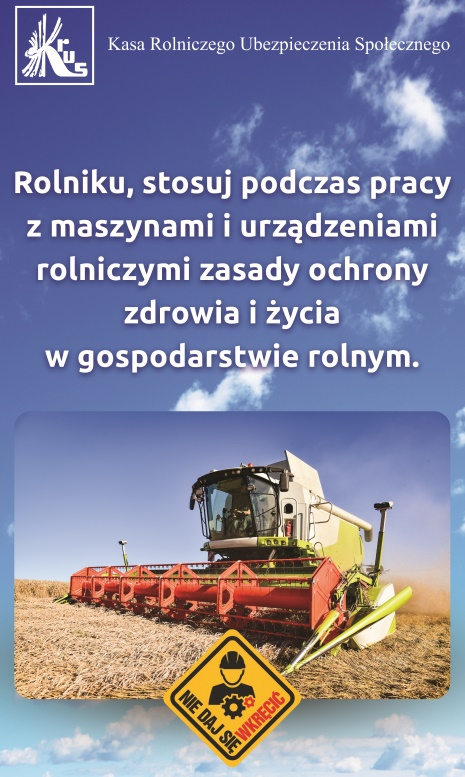 Krus
Kasa Rolniczego Ubezpieczenia Społecznego
Rolniku, stosuj podczas pracy
z maszynami i urządzeniami
rolniczymi zasady ochrony
zdrowia i życia
w gospodarstwie rolnym.
NIE DAJ SIĘ WKRĘCIĆ